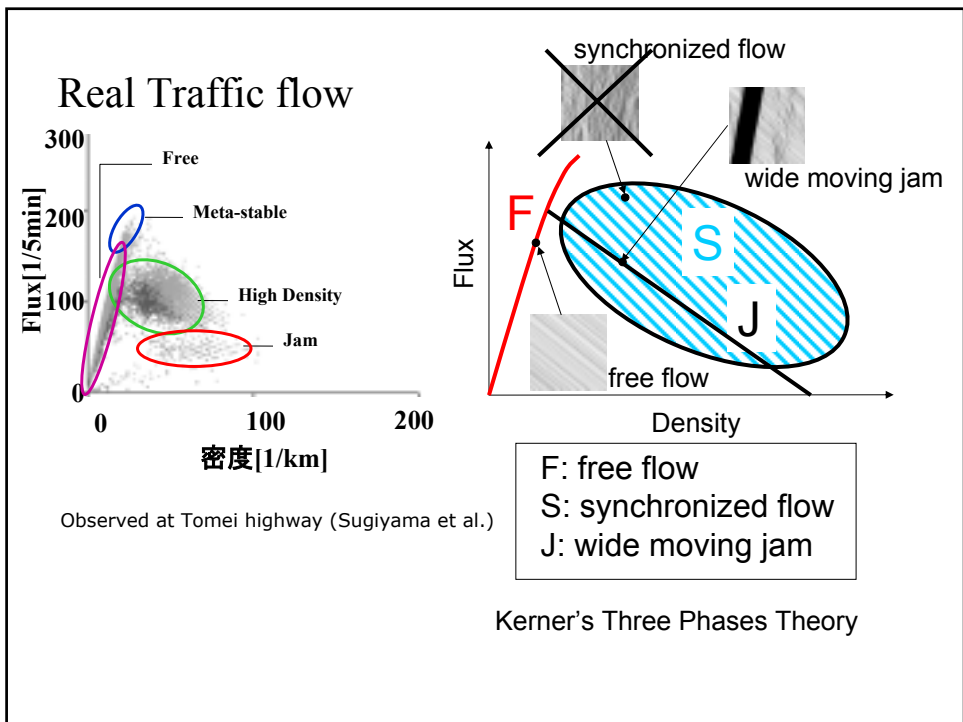 Real Traffic flow
Flux[1/5min]
300
200
100
0
0
100
200
密度[1/km]
Free
Meta-stable
High Density
Jam
Observed at Tomei highway (Sugiyama et al.)
synchronized flow
wide moving jam
Flux
F
S
J
free flow
Density
F: free flow
S: synchronized flow
J: wide moving jam
Kerner's Three Phases Theory